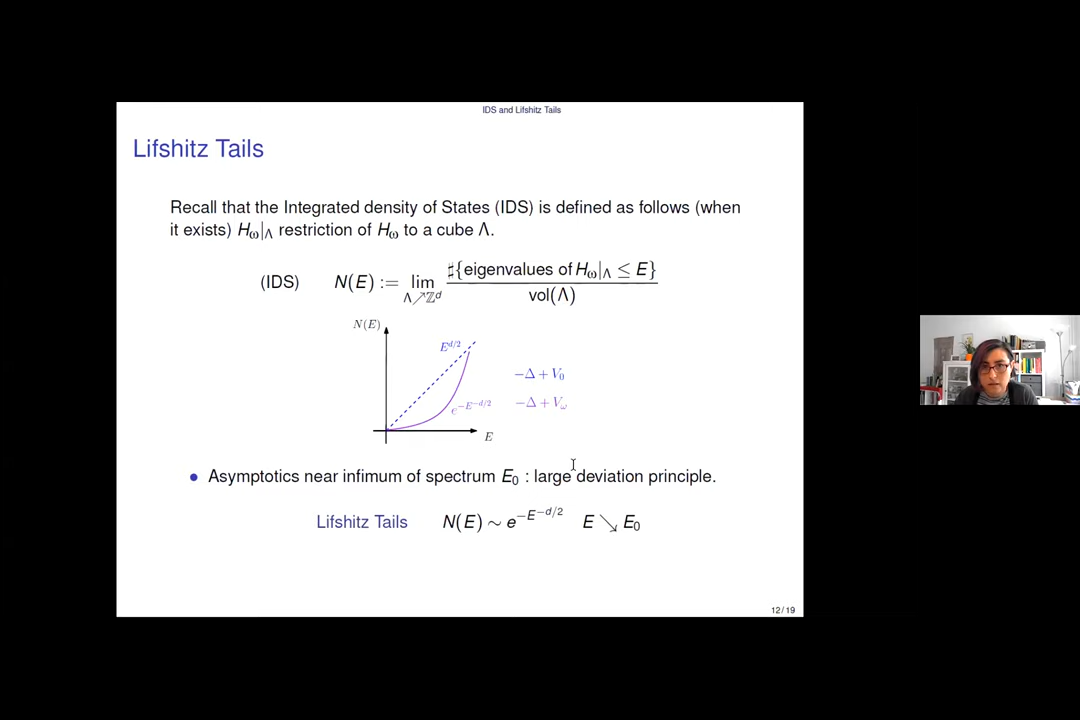 IDS and Lifshitz Tails
Lifshitz Tails
Recall that the Integrated density of States (IDS) is defined as follows (when
it exists) H_ω|_Λ restriction of H_ω to a cube Λ.
(IDS) N(E) := lim_{Λ↗ℤ^d} ♯{eigenvalues of H_ω|_Λ ≤ E} / vol(Λ)
N(E)
E^{d/2}
−Δ + V_0
e^{−E^{−d/2}}
−Δ + V_ω
E
• Asymptotics near infimum of spectrum E_0 : large deviation principle.
Lifshitz Tails N(E) ∼ e^{−E^{−d/2}} E ↘ E_0
12 / 19